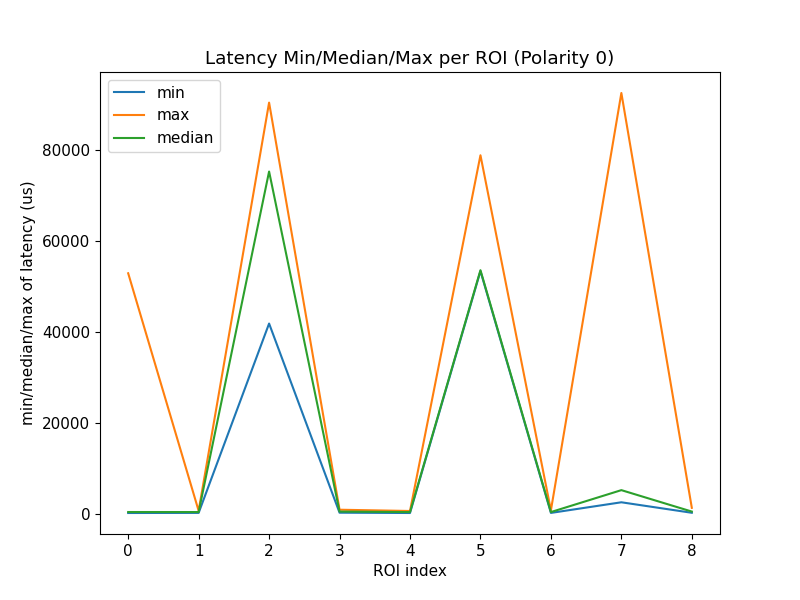 Latency Min/Median/Max per ROI (Polarity 0)
min
max
median
min/median/max of latency (us)
80000
60000
40000
20000
0
0 1 2 3 4 5 6 7 8
ROI index